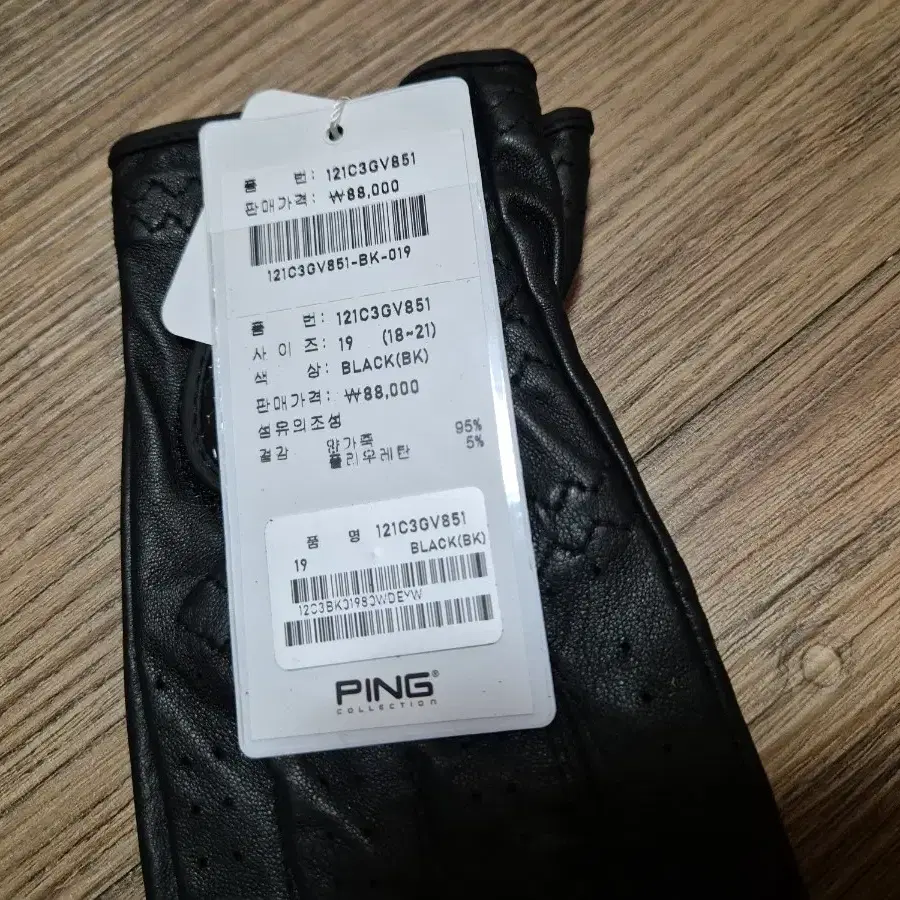 품 번: 121C3GV851
판매가격: ₩88,000
121C3GV851-BK-019
품 번: 121C3GV851
사 이 즈: 19 (18~21)
색 상: BLACK(BK)
판매가격: ₩88,000
섬유의조성
겉감 양가죽 95%
폴리우레탄 5%
품 명 121C3GV851
19 BLACK(BK)
12C3BK01980WDEYW
PING®
COLLECTION